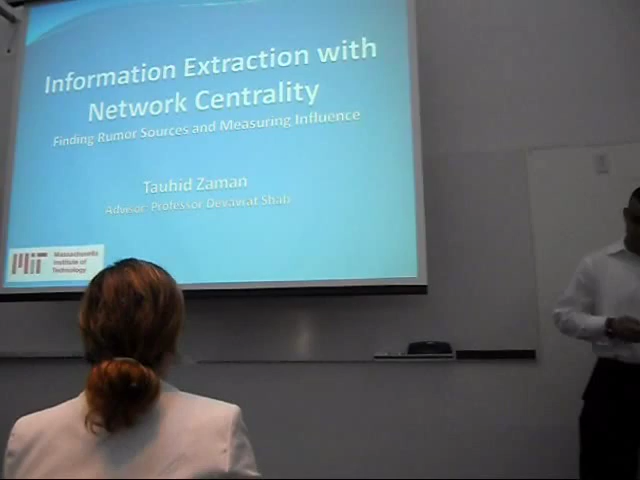 Information Extraction with
Network Centrality
Finding Rumor Sources and Measuring Influence
Tauhid Zaman
Advisor: Professor Devavrat Shah
MIT
Massachusetts
Institute of
Technology